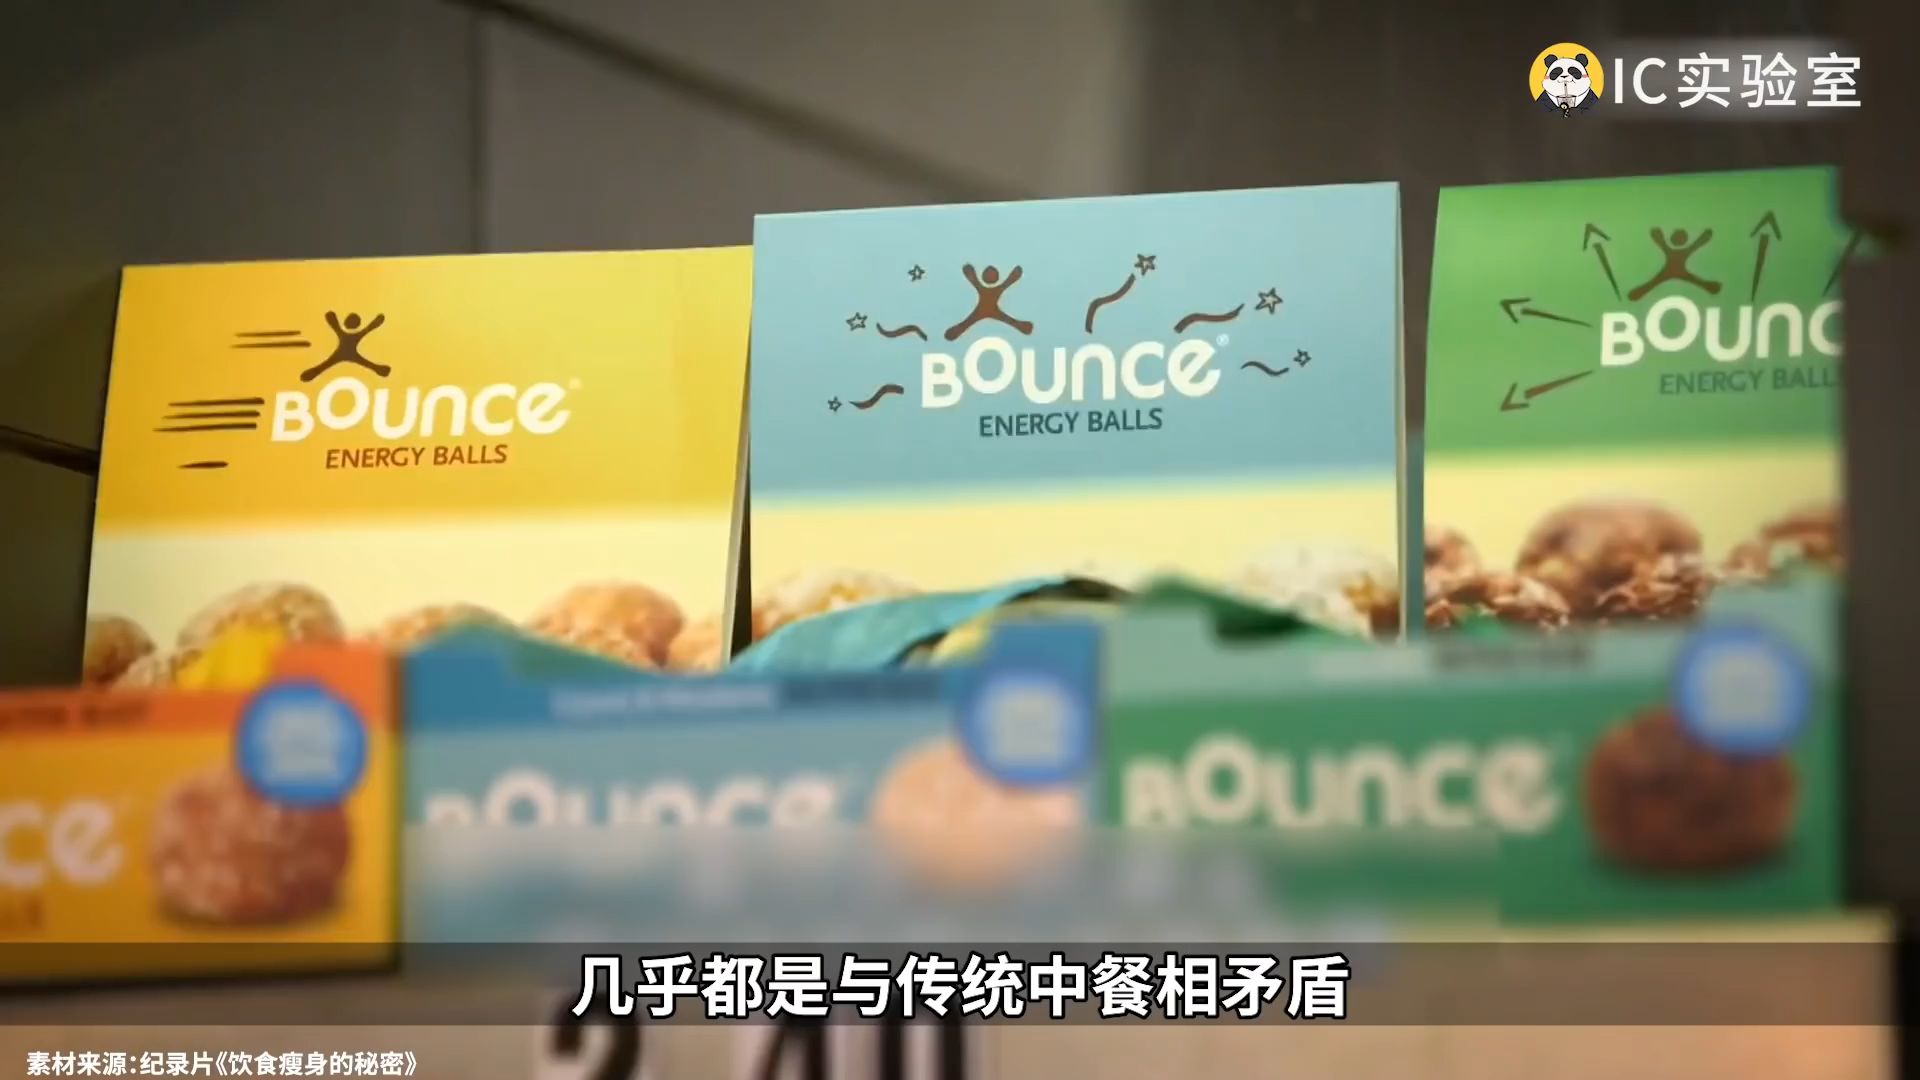 IC实验室
BOUNCE
ENERGY BALLS
BOUNCE®
ENERGY BALLS
BOUNC
ENERGY BALL
CE
BOUNCE
BOUNCE
几乎都是与传统中餐相矛盾
素材来源:纪录片《饮食瘦身的秘密》